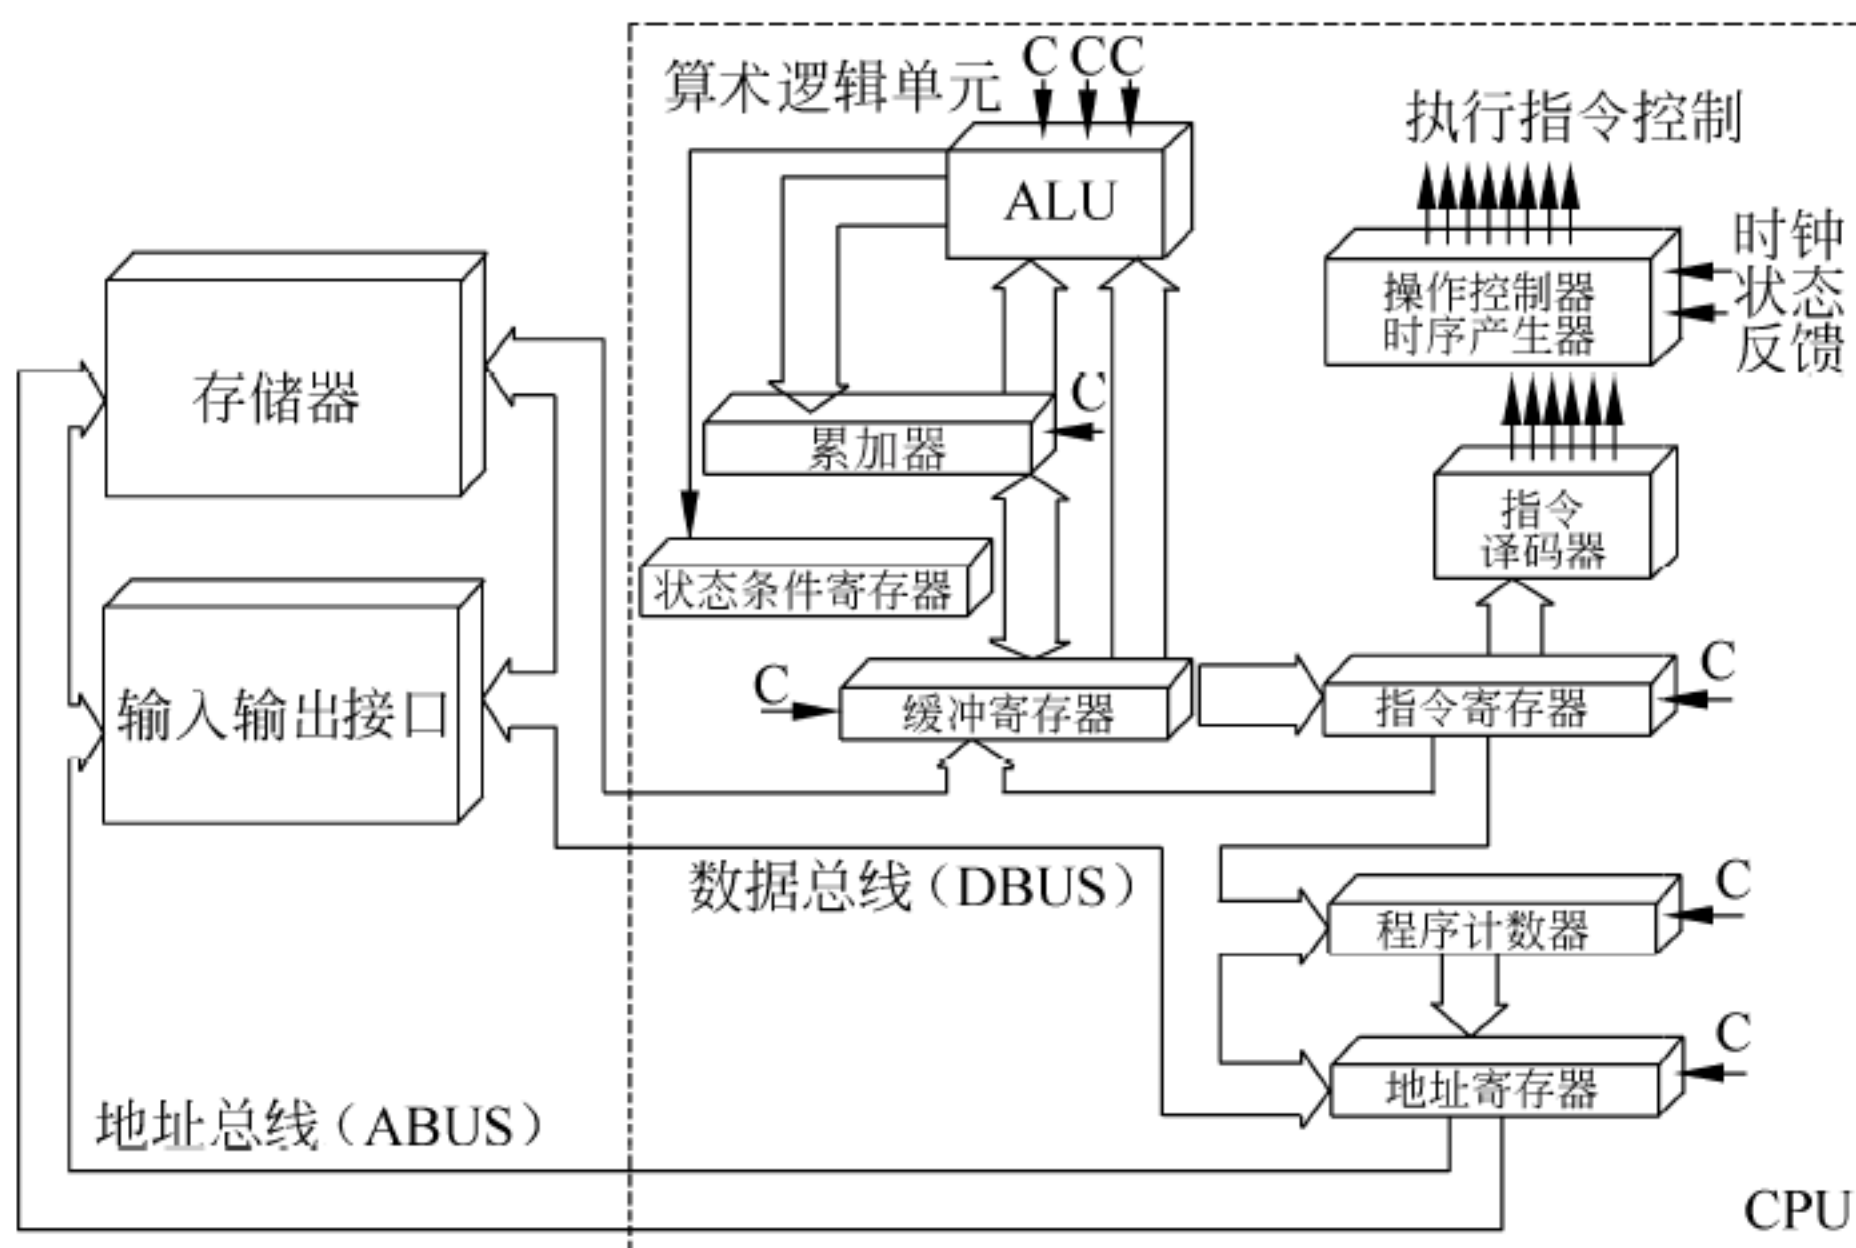 算术逻辑单元
C CC
执行指令控制
ALU
时钟
状态
反馈
操作控制器
时序产生器
存储器
C
累加器
指令
译码器
状态条件寄存器
C
缓冲寄存器
指令寄存器
C
输入输出接口
数据总线（DBUS）
程序计数器
C
地址寄存器
C
地址总线（ABUS）
CPU